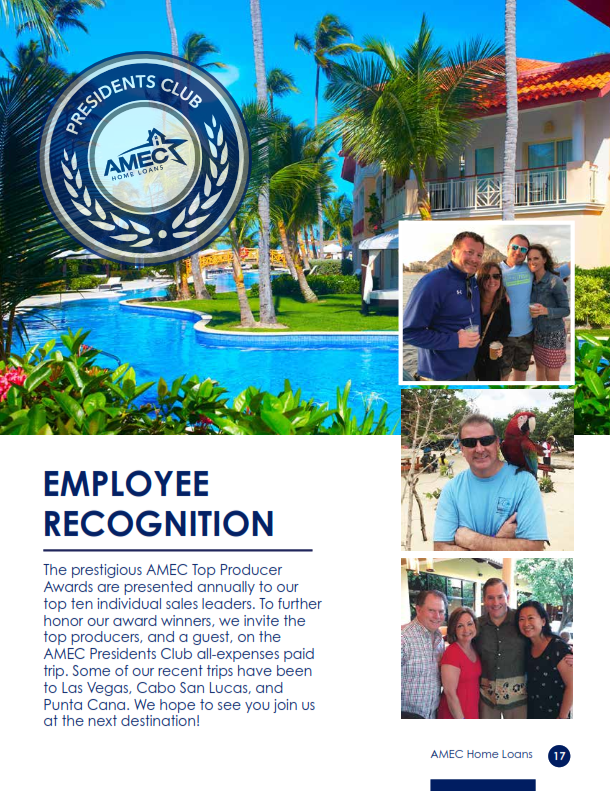 PRESIDENTS CLUB
AMEC
HOME LOANS
EMPLOYEE
RECOGNITION
The prestigious AMEC Top Producer
Awards are presented annually to our
top ten individual sales leaders. To further
honor our award winners, we invite the
top producers, and a guest, on the
AMEC Presidents Club all-expenses paid
trip. Some of our recent trips have been
to Las Vegas, Cabo San Lucas, and
Punta Cana. We hope to see you join us
at the next destination!
AMEC Home Loans 17